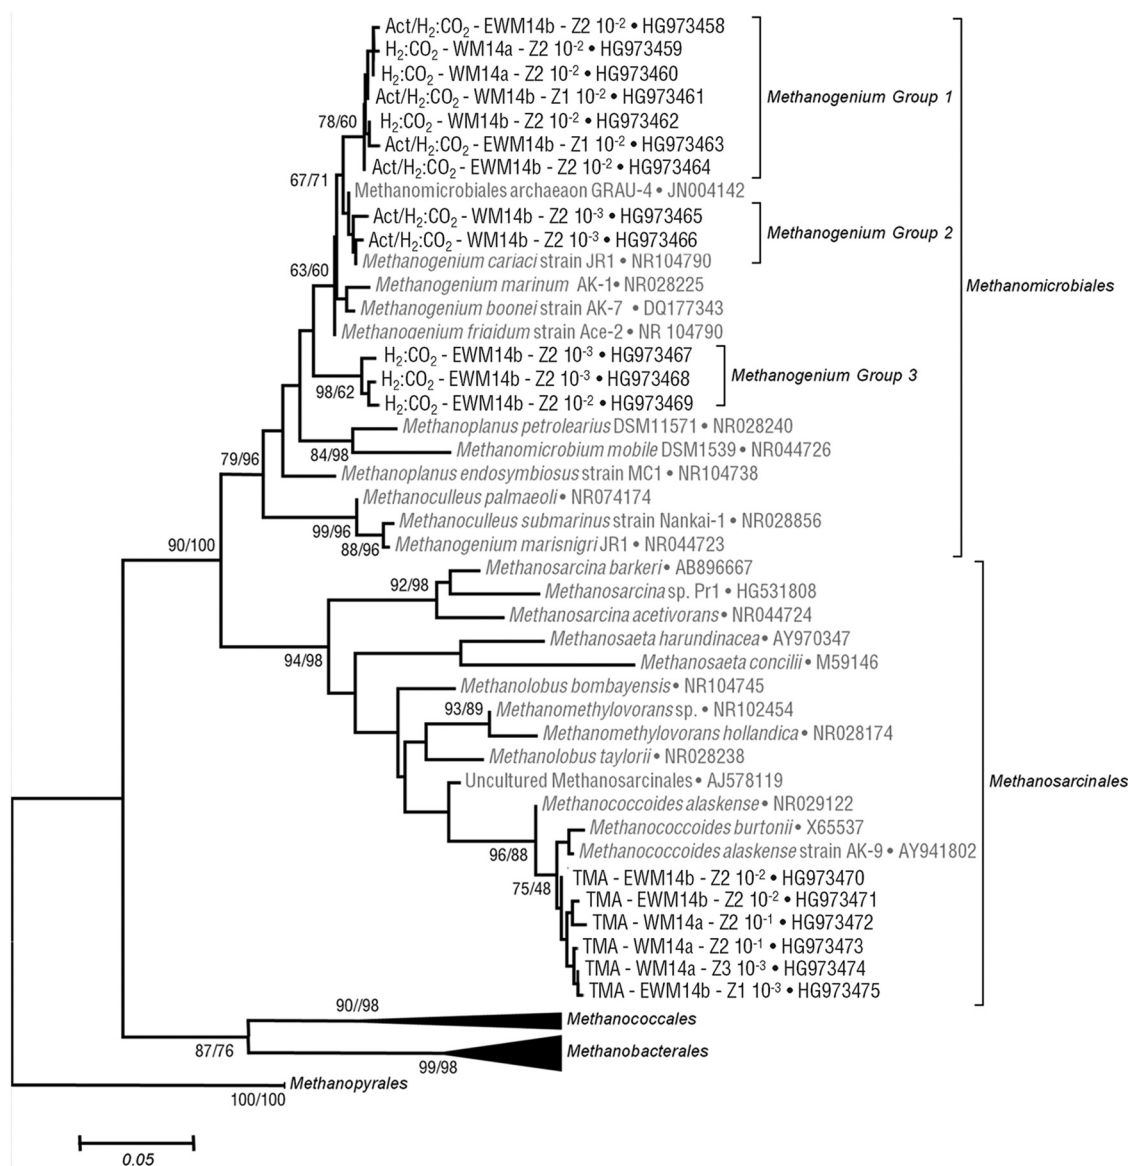 Act/H₂:CO₂ - EWM14b - Z2 10⁻² • HG973458
H₂:CO₂ - WM14a - Z2 10⁻² • HG973459
H₂:CO₂ - WM14a - Z2 10⁻² • HG973460
Act/H₂:CO₂ - WM14b - Z1 10⁻² • HG973461
Methanogenium Group 1
78/60
H₂:CO₂ - WM14b - Z2 10⁻² • HG973462
Act/H₂:CO₂ - EWM14b - Z1 10⁻² • HG973463
Act/H₂:CO₂ - EWM14b - Z2 10⁻² • HG973464
67/71
Methanomicrobiales archaeaon GRAU-4 • JN004142
Act/H₂:CO₂ - WM14b - Z2 10⁻³ • HG973465
Methanogenium Group 2
Act/H₂:CO₂ - WM14b - Z2 10⁻³ • HG973466
Methanogenium cariaci strain JR1 • NR104790
63/60
Methanogenium marinum AK-1• NR028225
Methanomicrobiales
Methanogenium boonei strain AK-7 • DQ177343
Methanogenium frigidum strain Ace-2 • NR 104790
H₂:CO₂ - EWM14b - Z2 10⁻³ • HG973467
Methanogenium Group 3
H₂:CO₂ - EWM14b - Z2 10⁻³ • HG973468
98/62
H₂:CO₂ - EWM14b - Z2 10⁻² • HG973469
Methanoplanus petrolearius DSM11571 • NR028240
84/98
Methanomicrobium mobile DSM1539 • NR044726
79/96
Methanoplanus endosymbiosus strain MC1 • NR104738
Methanoculleus palmaeoli • NR074174
99/96
Methanoculleus submarinus strain Nankai-1 • NR028856
88/96
Methanogenium marisnigri JR1 • NR044723
90/100
Methanosarcina barkeri • AB896667
92/98
Methanosarcina sp. Pr1 • HG531808
Methanosarcina acetivorans • NR044724
Methanosaeta harundinacea • AY970347
94/98
Methanosaeta concilii • M59146
Methanolobus bombayensis • NR104745
93/89
Methanomethylovorans sp. • NR102454
Methanomethylovorans hollandica • NR028174
Methanolobus taylorii • NR028238
Uncultured Methanosarcinales • AJ578119
Methanosarcinales
Methanococcoides alaskense • NR029122
Methanococcoides burtonii • X65537
96/88
Methanococcoides alaskense strain AK-9 • AY941802
75/48
TMA - EWM14b - Z2 10⁻² • HG973470
TMA - EWM14b - Z2 10⁻² • HG973471
TMA - WM14a - Z2 10⁻¹ • HG973472
TMA - WM14a - Z2 10⁻¹ • HG973473
TMA - WM14a - Z3 10⁻³ • HG973474
TMA - EWM14b - Z1 10⁻³ • HG973475
90//98
Methanococcales
87/76
Methanobacterales
99/98
Methanopyrales
100/100
0.05